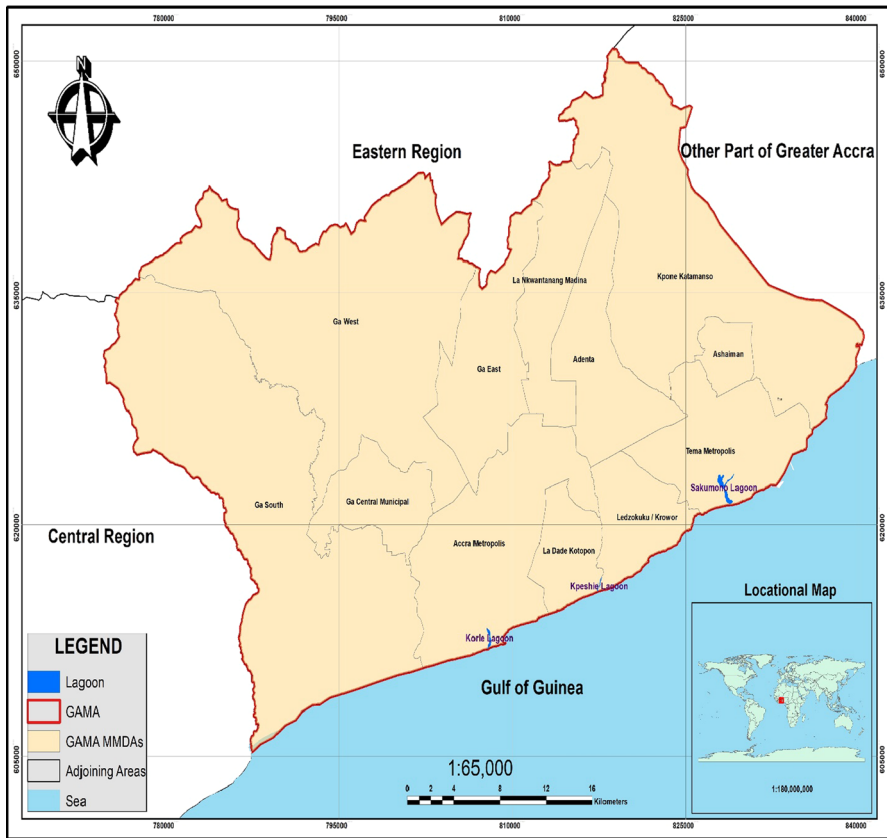 780000 795000 810000 825000 840000
650000 650000
N
Eastern Region
Other Part of Greater Accra
La Nkwantanang Madina
Kpone Katamanso
635000 635000
Ga West
Ashaiman
Adenta
Ga East
Tema Metropolis
Sakumono Lagoon
Ga Central Municipal
Ga South
Ledzokuku / Krowor
620000 620000
Central Region
Accra Metropolis
La Dade Kotopon
Kpeshie Lagoon
Locational Map
Korle Lagoon
LEGEND
Lagoon
GAMA
GAMA MMDAs
Adjoining Areas
Sea
Gulf of Guinea
1:65,000
605000 605000
0 2 4 8 12 16
Kilometers
1:180,000,000
780000 795000 810000 825000 840000